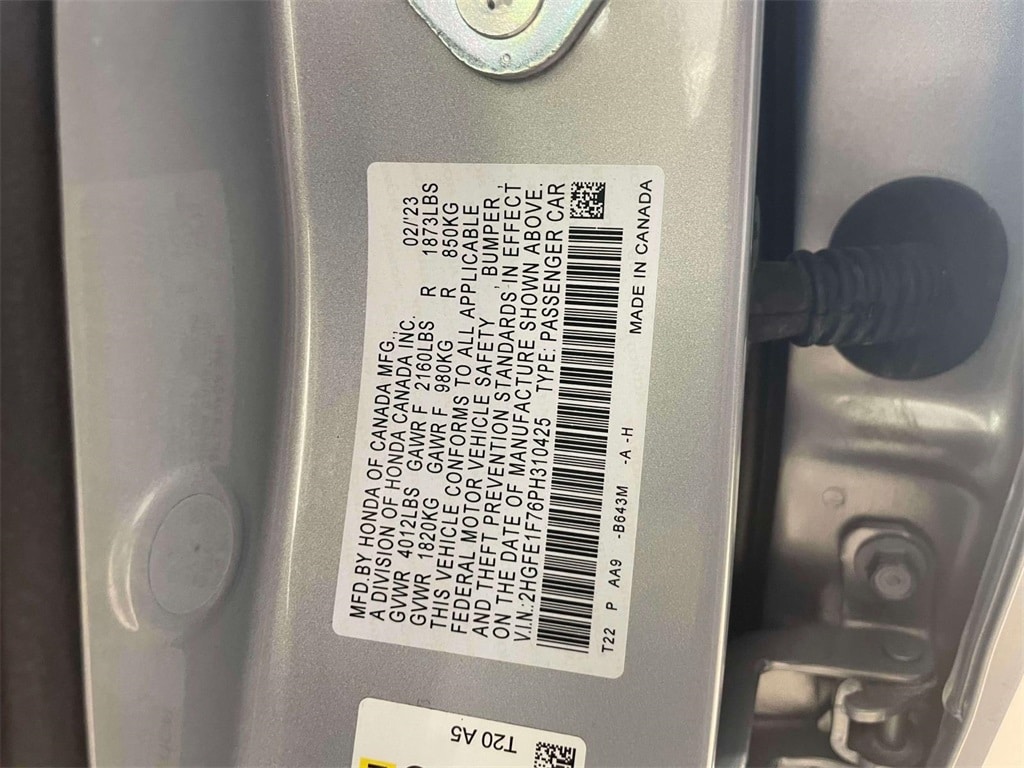 MFD.BY HONDA OF CANADA MFG., 02/'23
A DIVISION OF HONDA CANADA INC.
GVWR 4012LBS GAWR F 2160LBS R 1873LBS
GVWR 1820KG GAWR F 980KG R 850KG
THIS VEHICLE CONFORMS TO ALL APPLICABLE
FEDERAL MOTOR VEHICLE SAFETY, BUMPER,
AND THEFT PREVENTION STANDARDS IN EFFECT
ON THE DATE OF MANUFACTURE SHOWN ABOVE.
V.I.N.:2HGFE1F76PH310425 TYPE: PASSENGER CAR
T22 P AA9 -B643M -A -H MADE IN CANADA
T20 A5